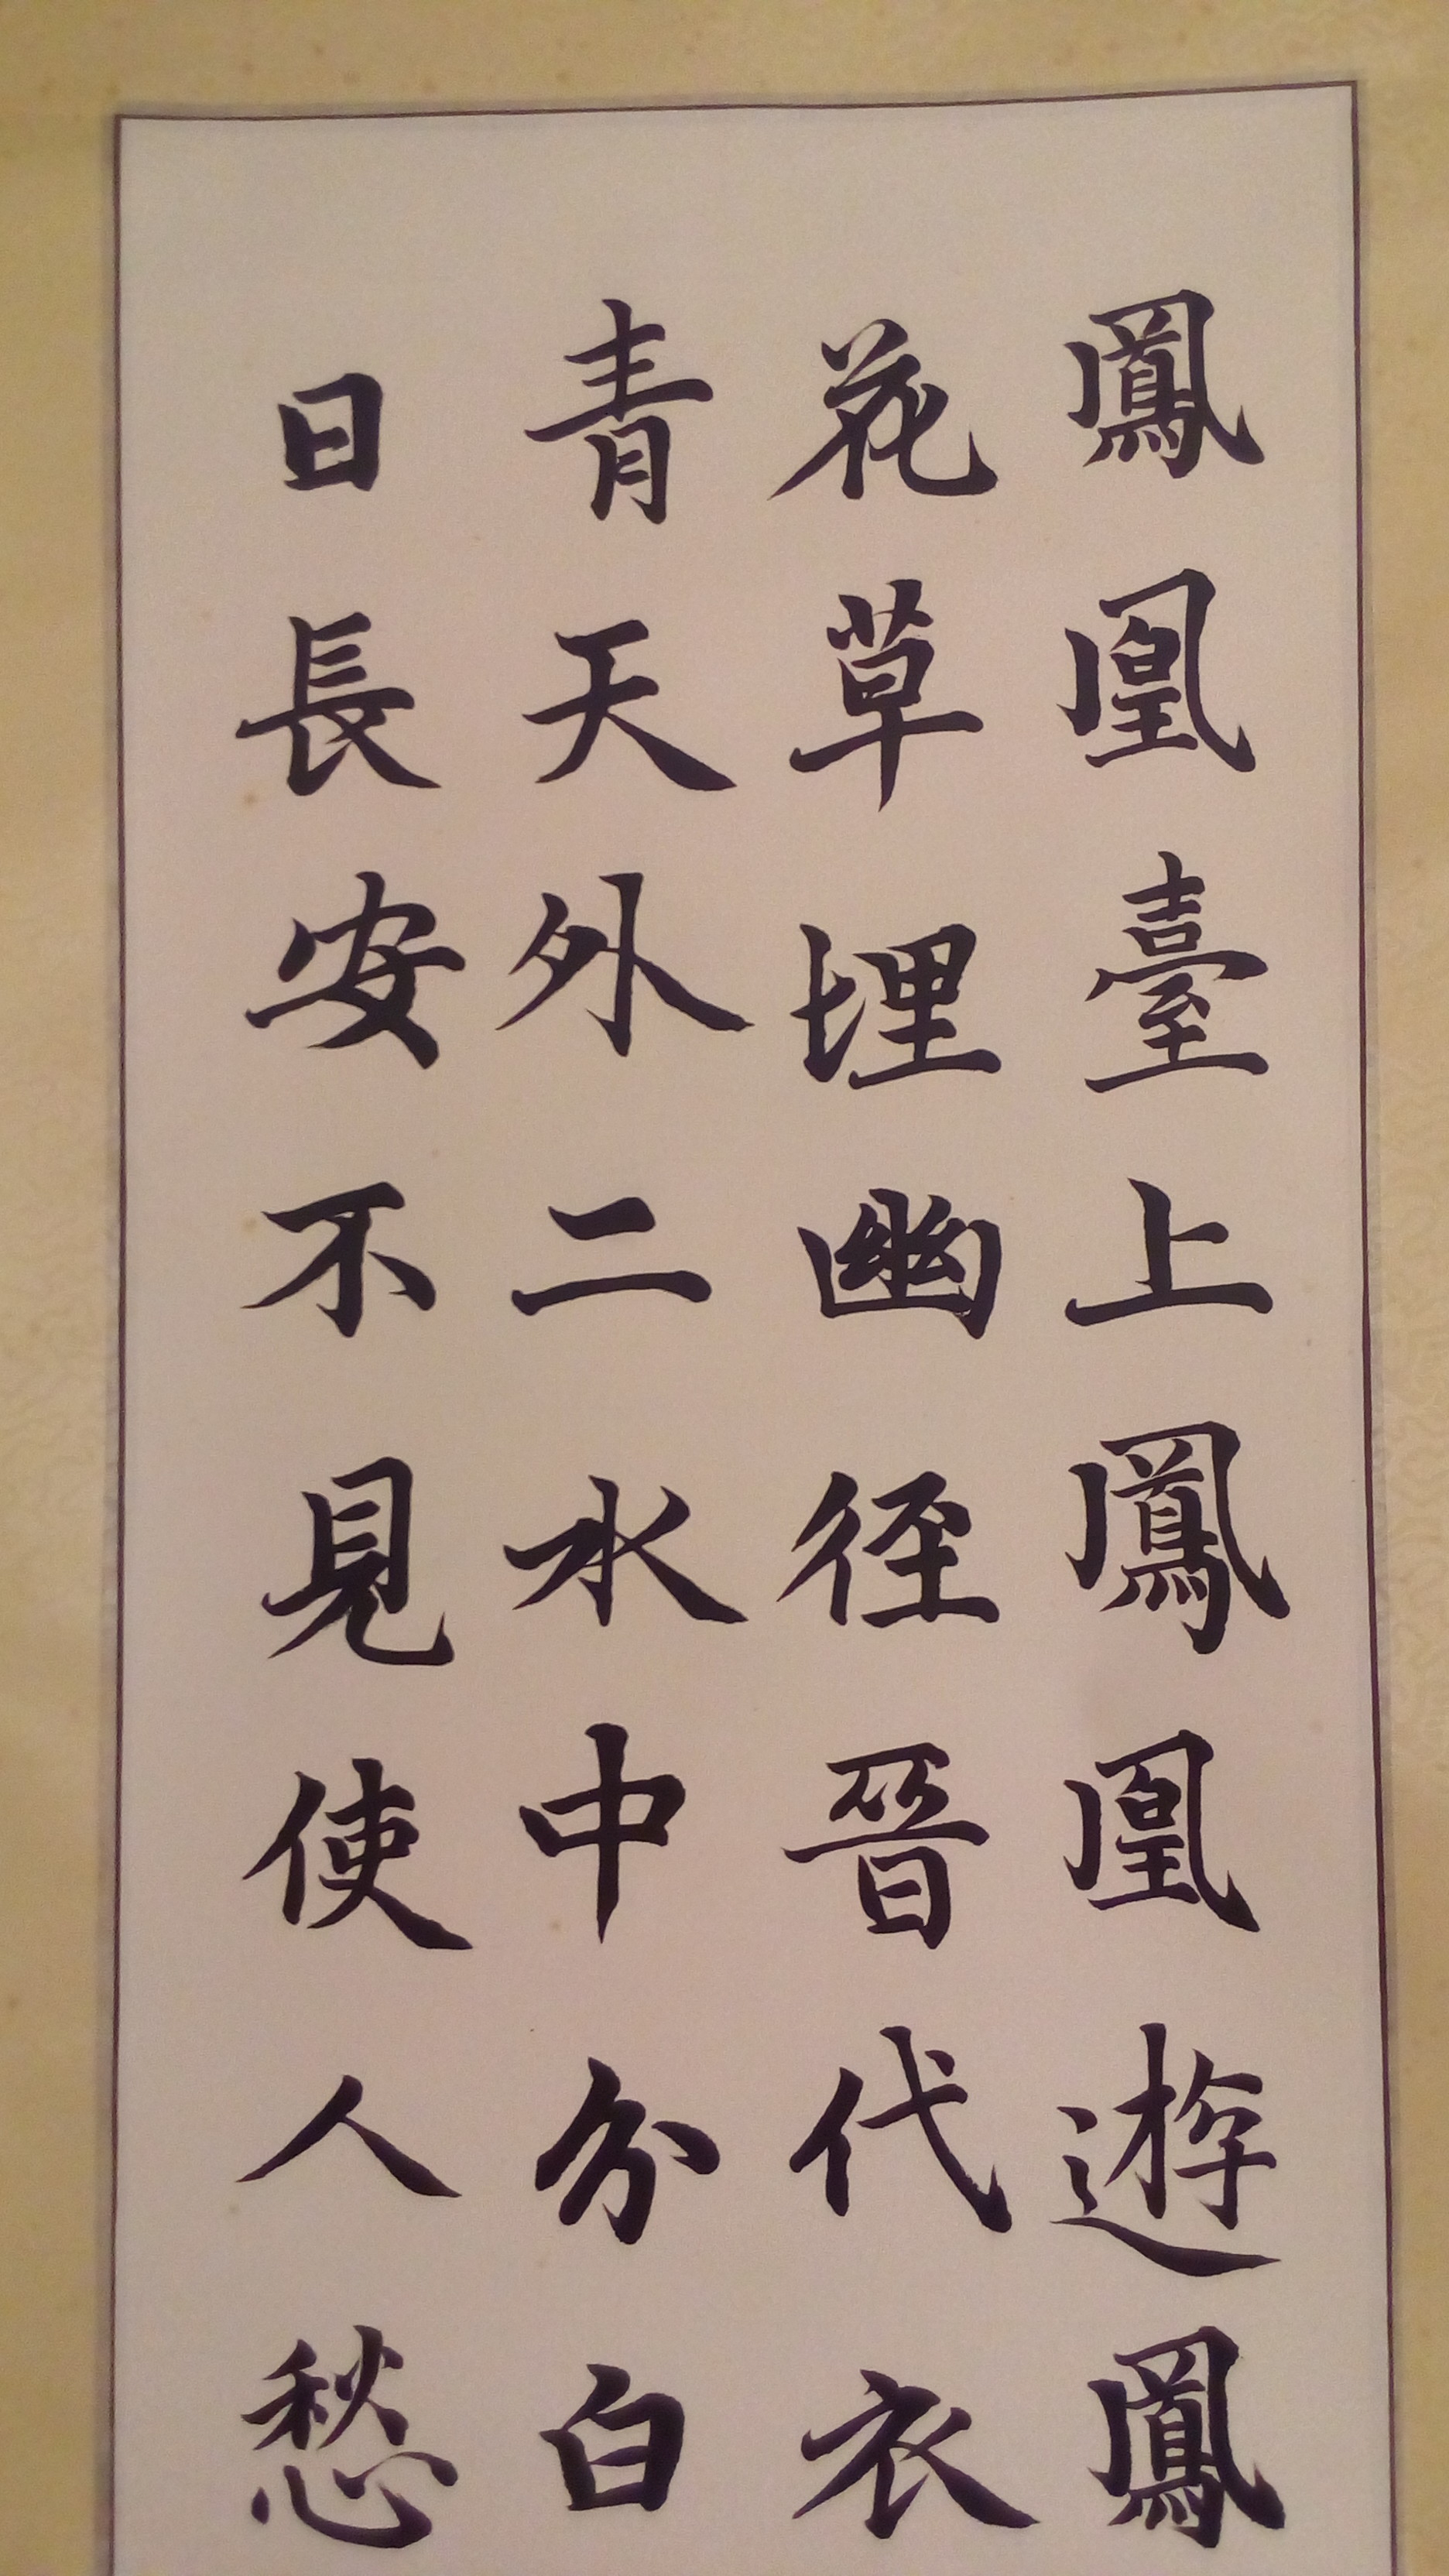 鳳凰臺上鳳凰遊鳳
花草埋幽徑晉代衣
青天外二水中分白
日長安不見使人愁